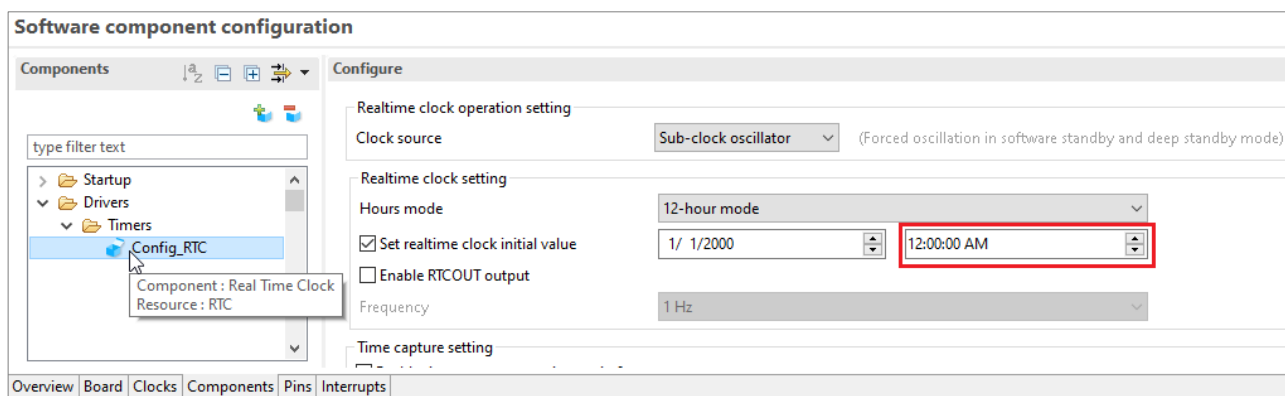 Software component configuration
Components
type filter text
Startup
Drivers
Timers
Config_RTC
Component : Real Time Clock
Resource : RTC
Configure
Realtime clock operation setting
Clock source Sub-clock oscillator (Forced oscillation in software standby and deep standby mode)
Realtime clock setting
Hours mode 12-hour mode
Set realtime clock initial value 1/ 1/2000 12:00:00 AM
Enable RTCOUT output
Frequency 1 Hz
Time capture setting
Overview Board Clocks Components Pins Interrupts